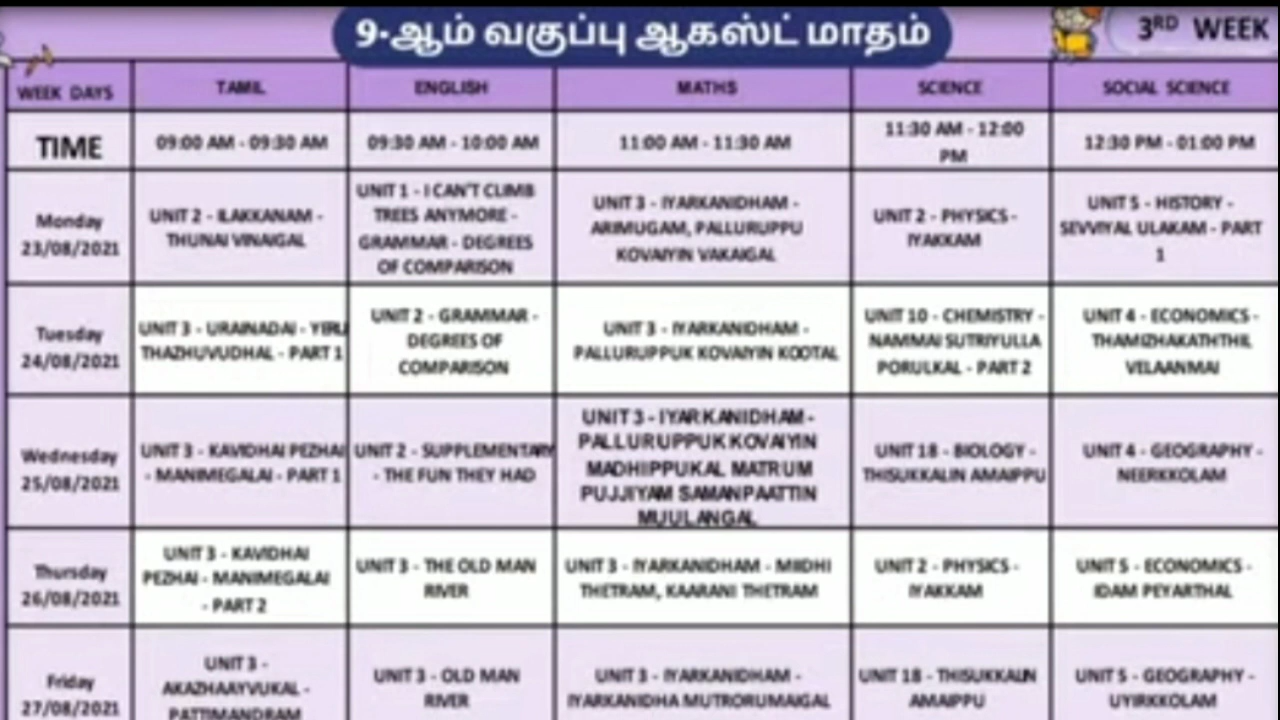 9-ஆம் வகுப்பு ஆகஸ்ட் மாதம்
3RD WEEK
WEEK DAYS TAMIL ENGLISH MATHS SCIENCE SOCIAL SCIENCE
TIME
09:00 AM - 09:30 AM
09:30 AM - 10:00 AM
11:00 AM - 11:30 AM
11:30 AM - 12:00
PM
12:30 PM - 01:00 PM
Monday
23/08/2021
UNIT 2 - ILAKKANAM -
THUNAI VINAIGAL
UNIT 1 - I CAN'T CLIMB
TREES ANYMORE -
GRAMMAR - DEGREES
OF COMPARISON
UNIT 3 - IYARKANIDHAM -
ARIMUGAM, PALLURUPPU
KOVAIYIN VAKAIGAL
UNIT 2 - PHYSICS -
IYAKKAM
UNIT 5 - HISTORY -
SEVVIYAL ULAKAM - PART
1
Tuesday
24/08/2021
UNIT 3 - URAINADAI - YERU
THAZHUVUDHAL - PART 1
UNIT 2 - GRAMMAR -
DEGREES OF
COMPARISON
UNIT 3 - IYARKANIDHAM -
PALLURUPPUK KOVAIYIN KOOTAL
UNIT 10 - CHEMISTRY -
NAMMAI SUTRIYULLA
PORULKAL - PART 2
UNIT 4 - ECONOMICS -
THAMIZHAKATHTHIL
VELAANMAI
Wednesday
25/08/2021
UNIT 3 - KAVIDHAI PEZHAI
- MANIMEGALAI - PART 1
UNIT 2 - SUPPLEMENTARY
- THE FUN THEY HAD
UNIT 3 - IYARKANIDHAM -
PALLURUPPUK KOVAIYIN
MADHIPPUKAL MATRUM
PUJJIYAM SAMANPAATTIN
MUULANGAL
UNIT 18 - BIOLOGY -
THISUKKALIN AMAIPPU
UNIT 4 - GEOGRAPHY -
NEERKKOLAM
Thursday
26/08/2021
UNIT 3 - KAVIDHAI
PEZHAI - MANIMEGALAI
- PART 2
UNIT 3 - THE OLD MAN
RIVER
UNIT 3 - IYARKANIDHAM - MIIDHI
THETRAM, KAARANI THETRAM
UNIT 2 - PHYSICS -
IYAKKAM
UNIT 5 - ECONOMICS -
IDAM PEYARTHAL
Friday
27/08/2021
UNIT 3 -
AKAZHAAYVUKAL -
PATTIMANDRAM
UNIT 3 - OLD MAN
RIVER
UNIT 3 - IYARKANIDHAM -
IYARKANIDHA MUTRORUMAIGAL
UNIT 18 - THISUKKALIN
AMAIPPU
UNIT 5 - GEOGRAPHY -
UYIRKKOLAM